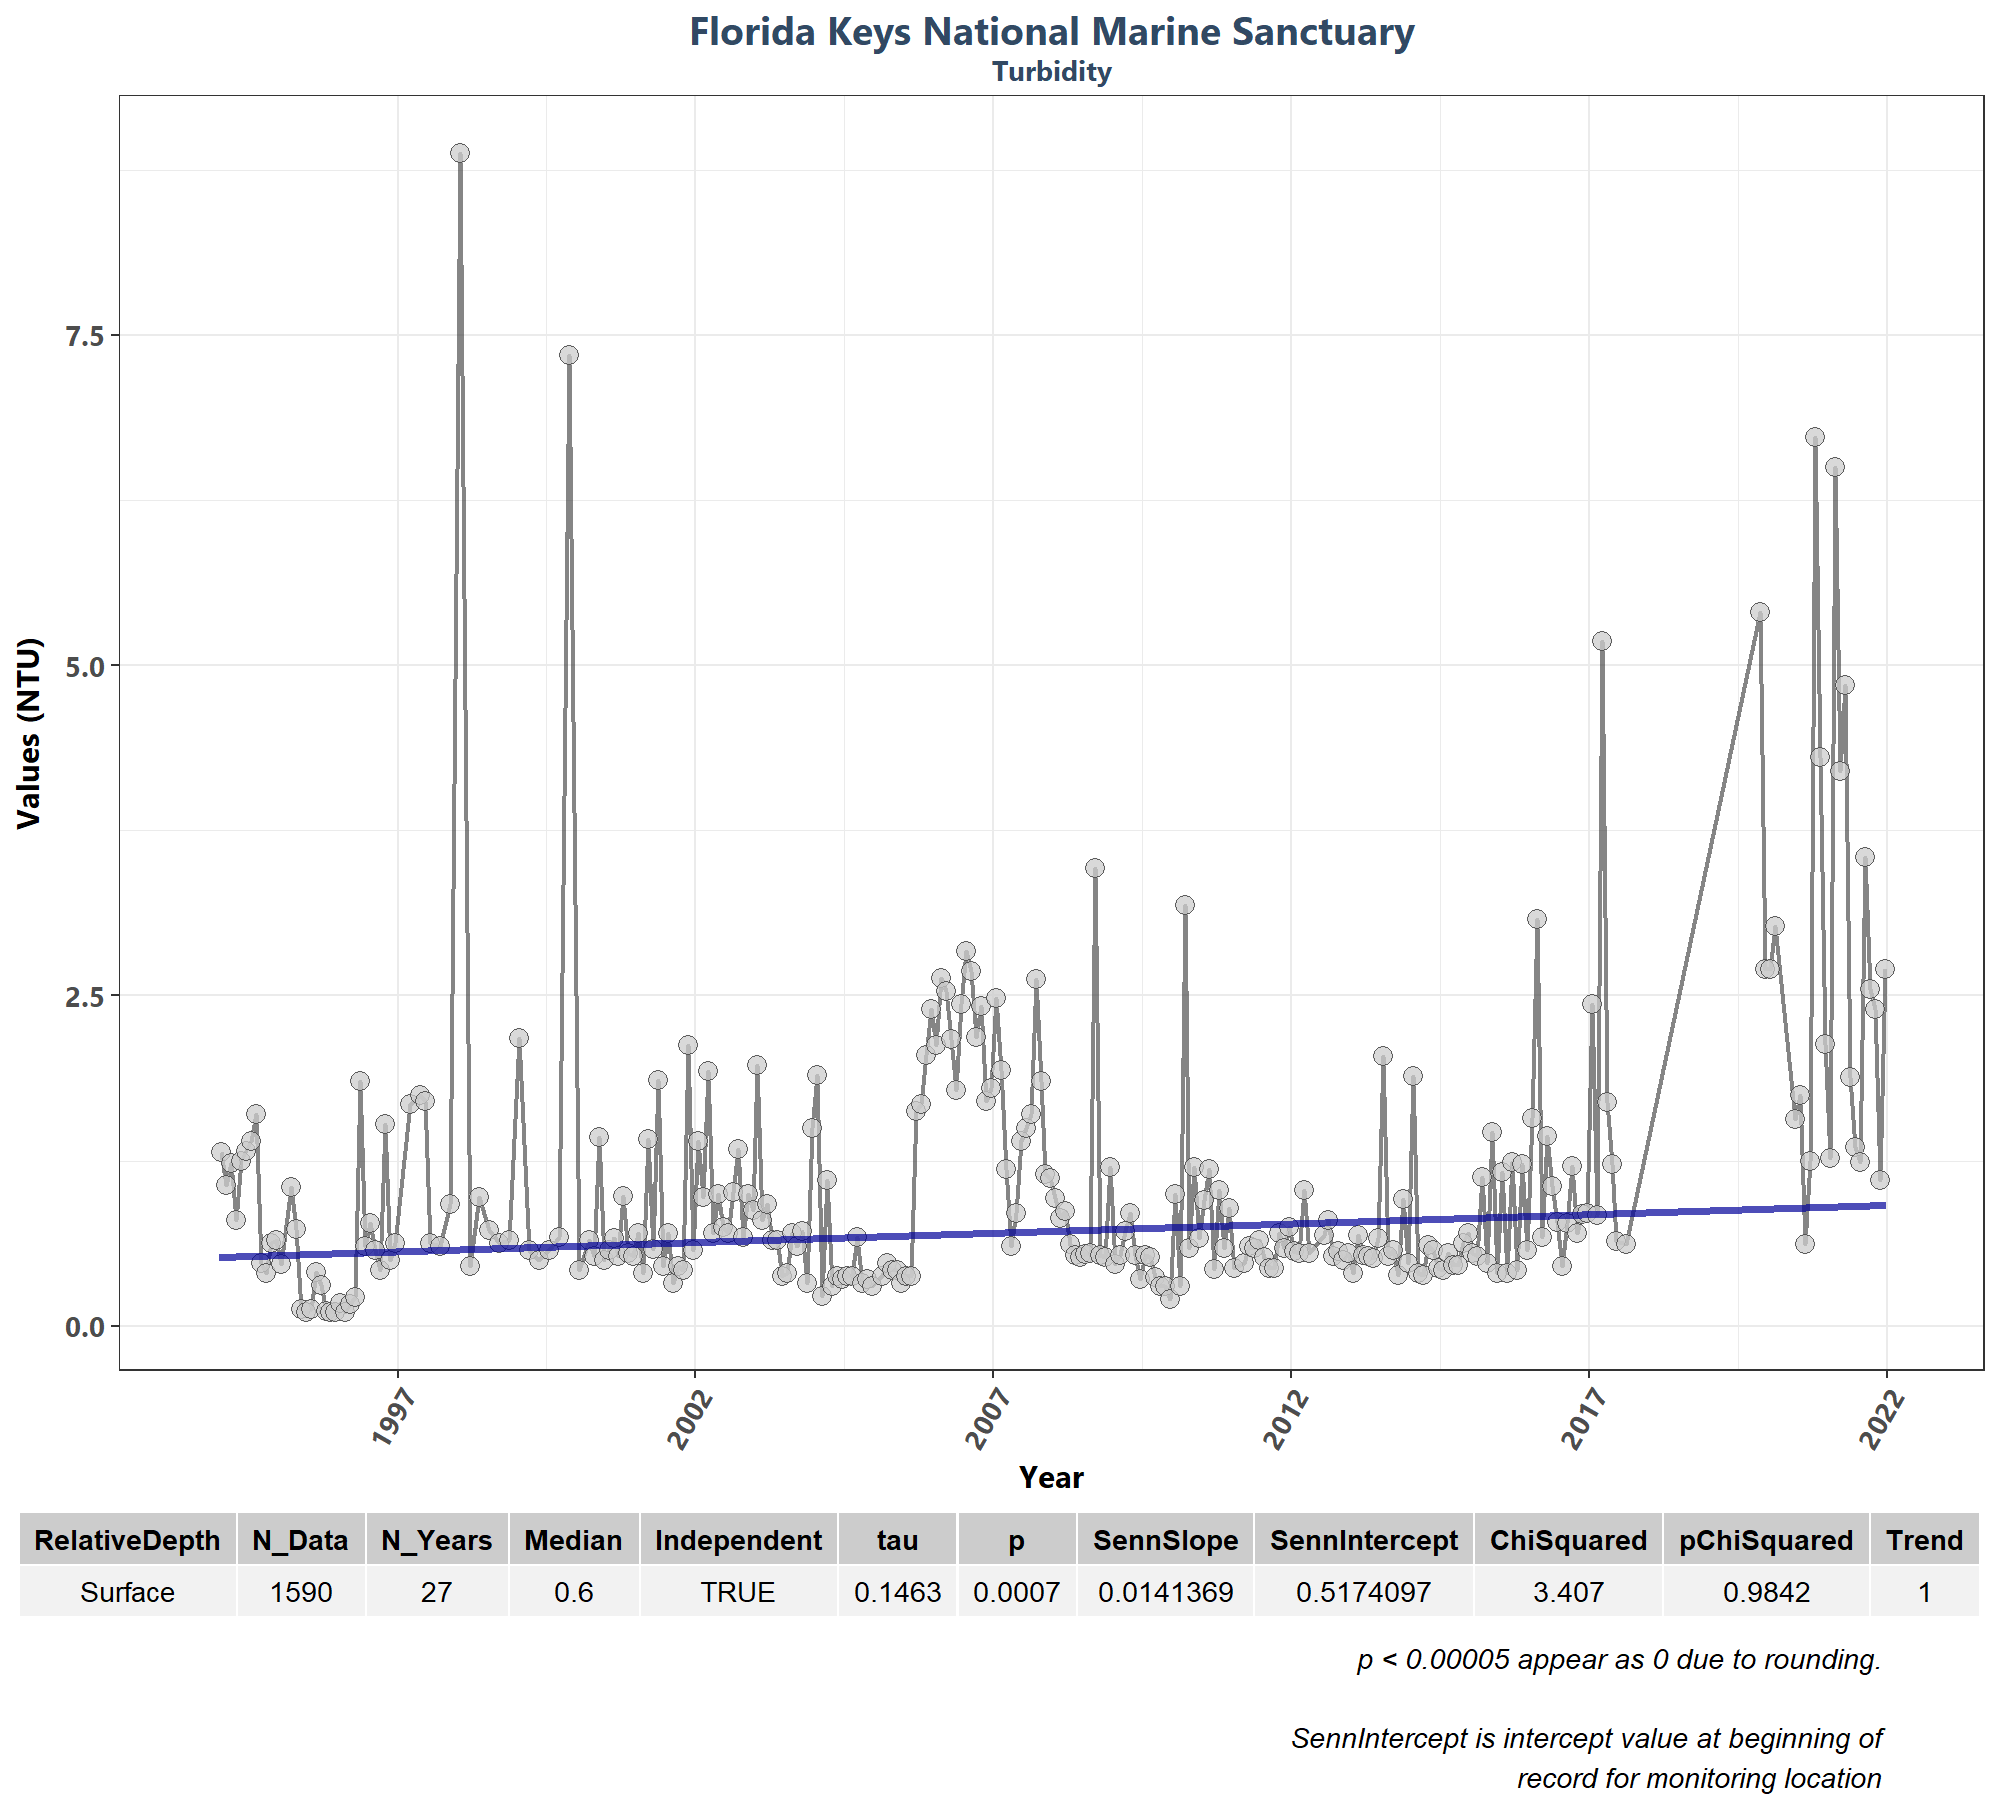 Florida Keys National Marine Sanctuary
Turbidity
Values (NTU)
7.5
5.0
2.5
0.0
1997 2002 2007 2012 2017 2022
Year
RelativeDepth N_Data N_Years Median Independent tau p SennSlope SennIntercept ChiSquared pChiSquared Trend
Surface 1590 27 0.6 TRUE 0.1463 0.0007 0.0141369 0.5174097 3.407 0.9842 1
p < 0.00005 appear as 0 due to rounding.
SennIntercept is intercept value at beginning of
record for monitoring location